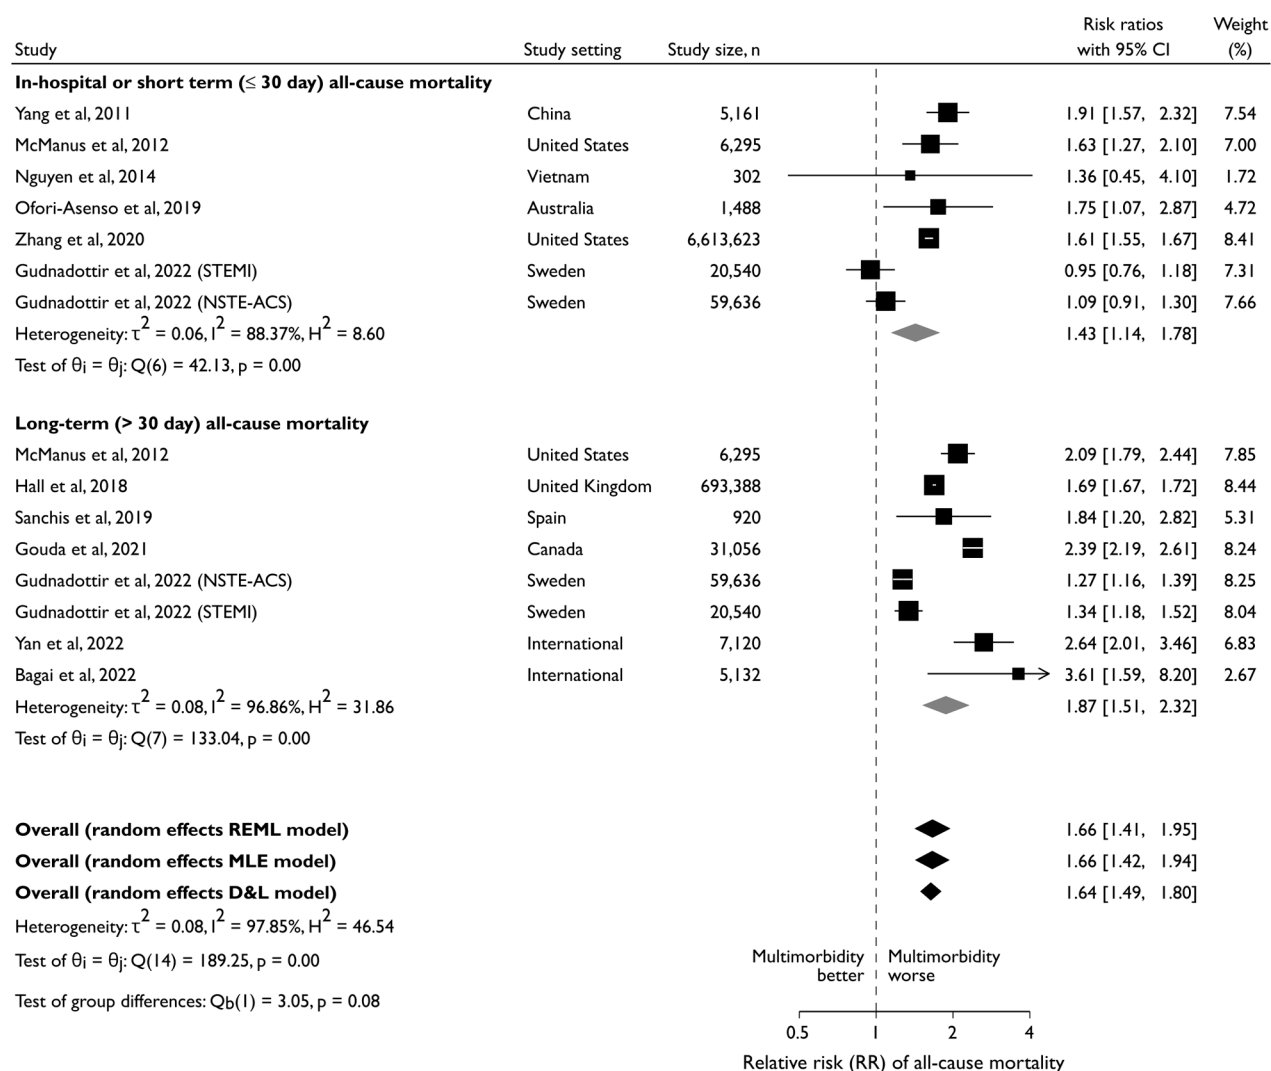 Study Study setting Study size, n Risk ratios with 95% CI Weight (%)
In-hospital or short term (≤ 30 day) all-cause mortality
Yang et al, 2011 China 5,161 1.91 [1.57, 2.32] 7.54
McManus et al, 2012 United States 6,295 1.63 [1.27, 2.10] 7.00
Nguyen et al, 2014 Vietnam 302 1.36 [0.45, 4.10] 1.72
Ofori-Asenso et al, 2019 Australia 1,488 1.75 [1.07, 2.87] 4.72
Zhang et al, 2020 United States 6,613,623 1.61 [1.55, 1.67] 8.41
Gudnadottir et al, 2022 (STEMI) Sweden 20,540 0.95 [0.76, 1.18] 7.31
Gudnadottir et al, 2022 (NSTE-ACS) Sweden 59,636 1.09 [0.91, 1.30] 7.66
Heterogeneity: τ2 = 0.06, I2 = 88.37%, H2 = 8.60 1.43 [1.14, 1.78]
Test of θi = θj: Q(6) = 42.13, p = 0.00
Long-term (> 30 day) all-cause mortality
McManus et al, 2012 United States 6,295 2.09 [1.79, 2.44] 7.85
Hall et al, 2018 United Kingdom 693,388 1.69 [1.67, 1.72] 8.44
Sanchis et al, 2019 Spain 920 1.84 [1.20, 2.82] 5.31
Gouda et al, 2021 Canada 31,056 2.39 [2.19, 2.61] 8.24
Gudnadottir et al, 2022 (NSTE-ACS) Sweden 59,636 1.27 [1.16, 1.39] 8.25
Gudnadottir et al, 2022 (STEMI) Sweden 20,540 1.34 [1.18, 1.52] 8.04
Yan et al, 2022 International 7,120 2.64 [2.01, 3.46] 6.83
Bagai et al, 2022 International 5,132 3.61 [1.59, 8.20] 2.67
Heterogeneity: τ2 = 0.08, I2 = 96.86%, H2 = 31.86 1.87 [1.51, 2.32]
Test of θi = θj: Q(7) = 133.04, p = 0.00
Overall (random effects REML model) 1.66 [1.41, 1.95]
Overall (random effects MLE model) 1.66 [1.42, 1.94]
Overall (random effects D&L model) 1.64 [1.49, 1.80]
Heterogeneity: τ2 = 0.08, I2 = 97.85%, H2 = 46.54
Test of θi = θj: Q(14) = 189.25, p = 0.00
Test of group differences: Qb(1) = 3.05, p = 0.08
Multimorbidity better
Multimorbidity worse
0.5 1 2 4
Relative risk (RR) of all-cause mortality